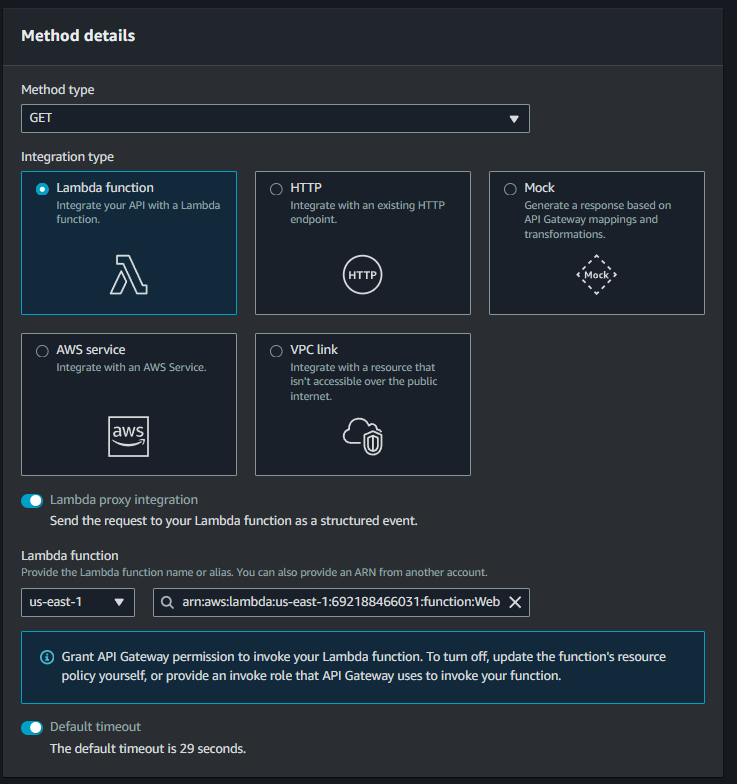 Method details
Method type
GET
Integration type
Lambda function
Integrate your API with a Lambda
function.
HTTP
Integrate with an existing HTTP
endpoint.
HTTP
Mock
Generate a response based on
API Gateway mappings and
transformations.
Mock
AWS service
Integrate with an AWS Service.
aws
VPC link
Integrate with a resource that
isn't accessible over the public
internet.
Lambda proxy integration
Send the request to your Lambda function as a structured event.
Lambda function
Provide the Lambda function name or alias. You can also provide an ARN from another account.
us-east-1
arn:aws:lambda:us-east-1:692188466031:function:Web
Grant API Gateway permission to invoke your Lambda function. To turn off, update the function's resource
policy yourself, or provide an invoke role that API Gateway uses to invoke your function.
Default timeout
The default timeout is 29 seconds.